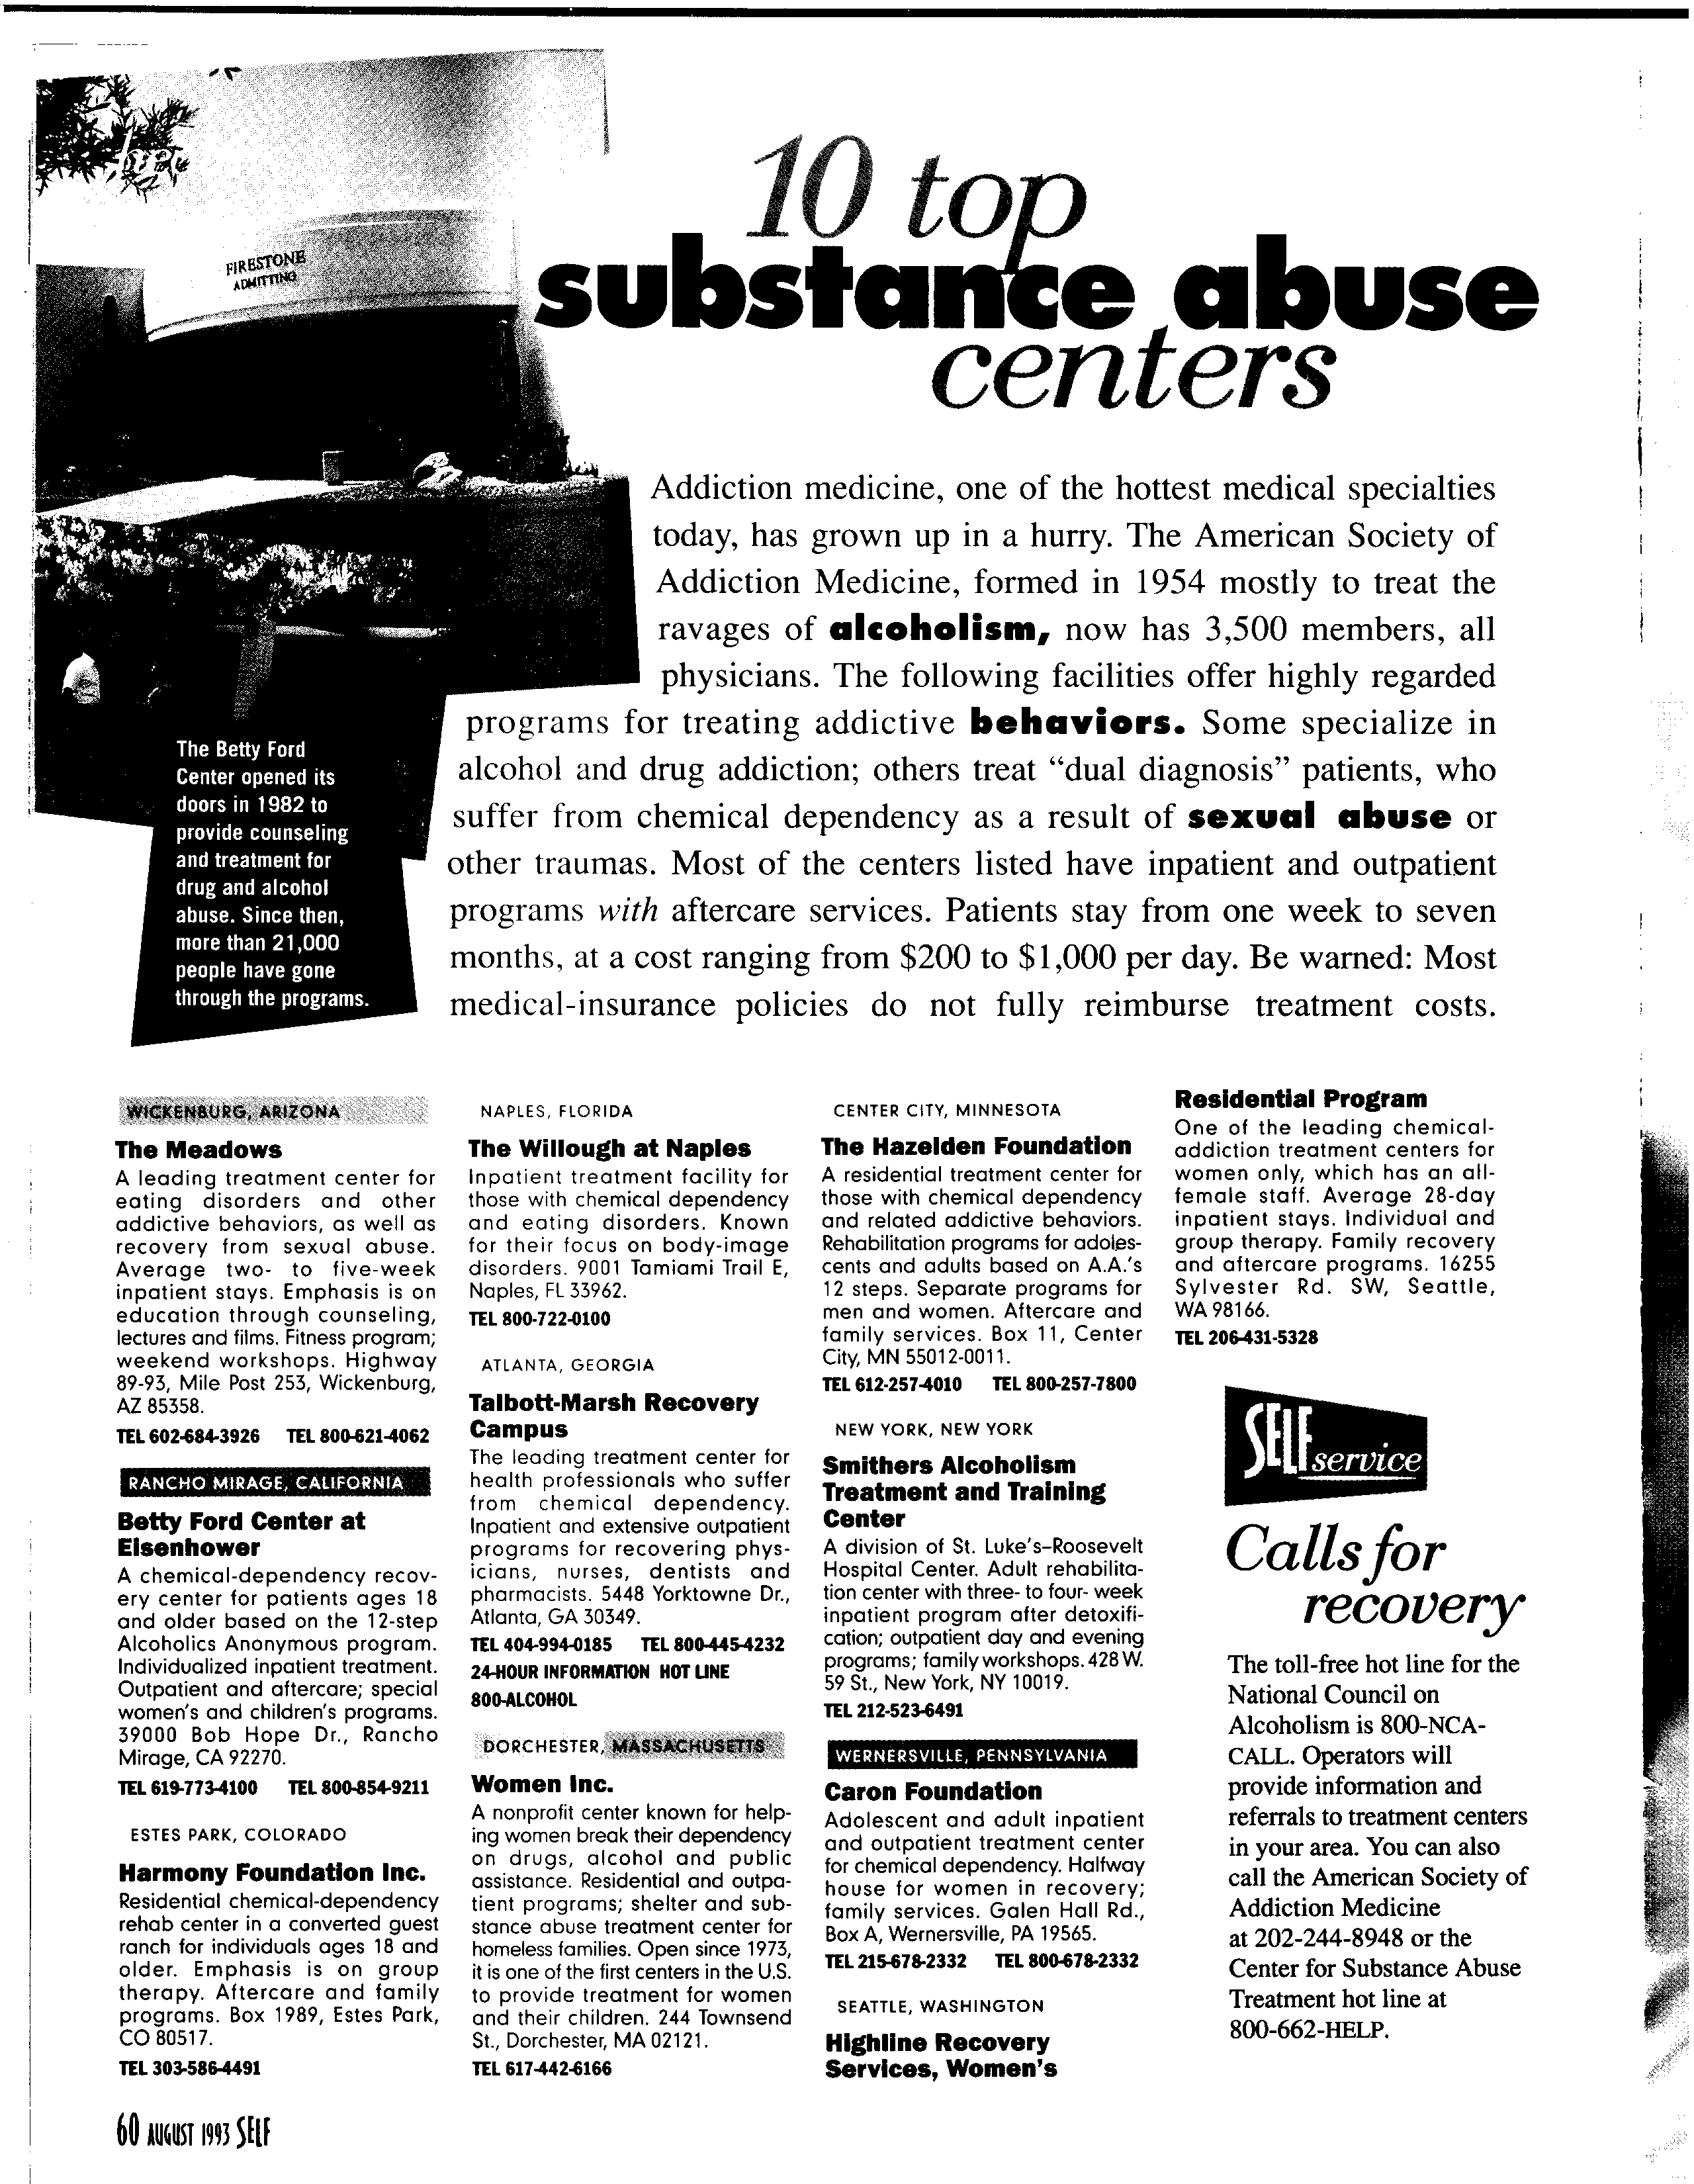 FIRESTONE
ADMITTING
10 top
substance abuse
centers
Addiction medicine, one of the hottest medical specialties
today, has grown up in a hurry. The American Society of
Addiction Medicine, formed in 1954 mostly to treat the
ravages of alcoholism, now has 3,500 members, all
physicians. The following facilities offer highly regarded
programs for treating addictive behaviors. Some specialize in
alcohol and drug addiction; others treat “dual diagnosis” patients, who
suffer from chemical dependency as a result of sexual abuse or
other traumas. Most of the centers listed have inpatient and outpatient
programs with aftercare services. Patients stay from one week to seven
months, at a cost ranging from $200 to $1,000 per day. Be warned: Most
medical-insurance policies do not fully reimburse treatment costs.
The Betty Ford
Center opened its
doors in 1982 to
provide counseling
and treatment for
drug and alcohol
abuse. Since then,
more than 21,000
people have gone
through the programs.
WICKENBURG, ARIZONA
The Meadows
A leading treatment center for
eating disorders and other
addictive behaviors, as well as
recovery from sexual abuse.
Average two- to five-week
inpatient stays. Emphasis is on
education through counseling,
lectures and films. Fitness program;
weekend workshops. Highway
89-93, Mile Post 253, Wickenburg,
AZ 85358.
TEL 602-684-3926 TEL 800-621-4062
RANCHO MIRAGE, CALIFORNIA
Betty Ford Center at
Eisenhower
A chemical-dependency recov-
ery center for patients ages 18
and older based on the 12-step
Alcoholics Anonymous program.
Individualized inpatient treatment.
Outpatient and aftercare; special
women's and children's programs.
39000 Bob Hope Dr., Rancho
Mirage, CA 92270.
TEL 619-773-4100 TEL 800-854-9211
ESTES PARK, COLORADO
Harmony Foundation Inc.
Residential chemical-dependency
rehab center in a converted guest
ranch for individuals ages 18 and
older. Emphasis is on group
therapy. Aftercare and family
programs. Box 1989, Estes Park,
CO 80517.
TEL 303-586-4491
NAPLES, FLORIDA
The Willough at Naples
Inpatient treatment facility for
those with chemical dependency
and eating disorders. Known
for their focus on body-image
disorders. 9001 Tamiami Trail E,
Naples, FL 33962.
TEL 800-722-0100
ATLANTA, GEORGIA
Talbott-Marsh Recovery
Campus
The leading treatment center for
health professionals who suffer
from chemical dependency.
Inpatient and extensive outpatient
programs for recovering phys-
icians, nurses, dentists and
pharmacists. 5448 Yorktowne Dr.,
Atlanta, GA 30349.
TEL 404-994-0185 TEL 800-445-4232
24-HOUR INFORMATION HOT LINE
800-ALCOHOL
DORCHESTER, MASSACHUSETTS
Women Inc.
A nonprofit center known for help-
ing women break their dependency
on drugs, alcohol and public
assistance. Residential and outpa-
tient programs; shelter and sub-
stance abuse treatment center for
homeless families. Open since 1973,
it is one of the first centers in the U.S.
to provide treatment for women
and their children. 244 Townsend
St., Dorchester, MA 02121.
TEL 617-442-6166
CENTER CITY, MINNESOTA
The Hazelden Foundation
A residential treatment center for
those with chemical dependency
and related addictive behaviors.
Rehabilitation programs for adoles-
cents and adults based on A.A.'s
12 steps. Separate programs for
men and women. Aftercare and
family services. Box 11, Center
City, MN 55012-0011.
TEL 612-257-4010 TEL 800-257-7800
NEW YORK, NEW YORK
Smithers Alcoholism
Treatment and Training
Center
A division of St. Luke's–Roosevelt
Hospital Center. Adult rehabilita-
tion center with three- to four- week
inpatient program after detoxifi-
cation; outpatient day and evening
programs; family workshops. 428 W.
59 St., New York, NY 10019.
TEL 212-523-6491
WERNERSVILLE, PENNSYLVANIA
Caron Foundation
Adolescent and adult inpatient
and outpatient treatment center
for chemical dependency. Halfway
house for women in recovery;
family services. Galen Hall Rd.,
Box A, Wernersville, PA 19565.
TEL 215-678-2332 TEL 800-678-2332
SEATTLE, WASHINGTON
Highline Recovery
Services, Women's
Residential Program
One of the leading chemical-
addiction treatment centers for
women only, which has an all-
female staff. Average 28-day
inpatient stays. Individual and
group therapy. Family recovery
and aftercare programs. 16255
Sylvester Rd. SW, Seattle,
WA 98166.
TEL 206-431-5328
SELF service
Calls for
recovery
The toll-free hot line for the
National Council on
Alcoholism is 800-NCA-
CALL. Operators will
provide information and
referrals to treatment centers
in your area. You can also
call the American Society of
Addiction Medicine
at 202-244-8948 or the
Center for Substance Abuse
Treatment hot line at
800-662-HELP.
60 AUGUST 1993 SELF